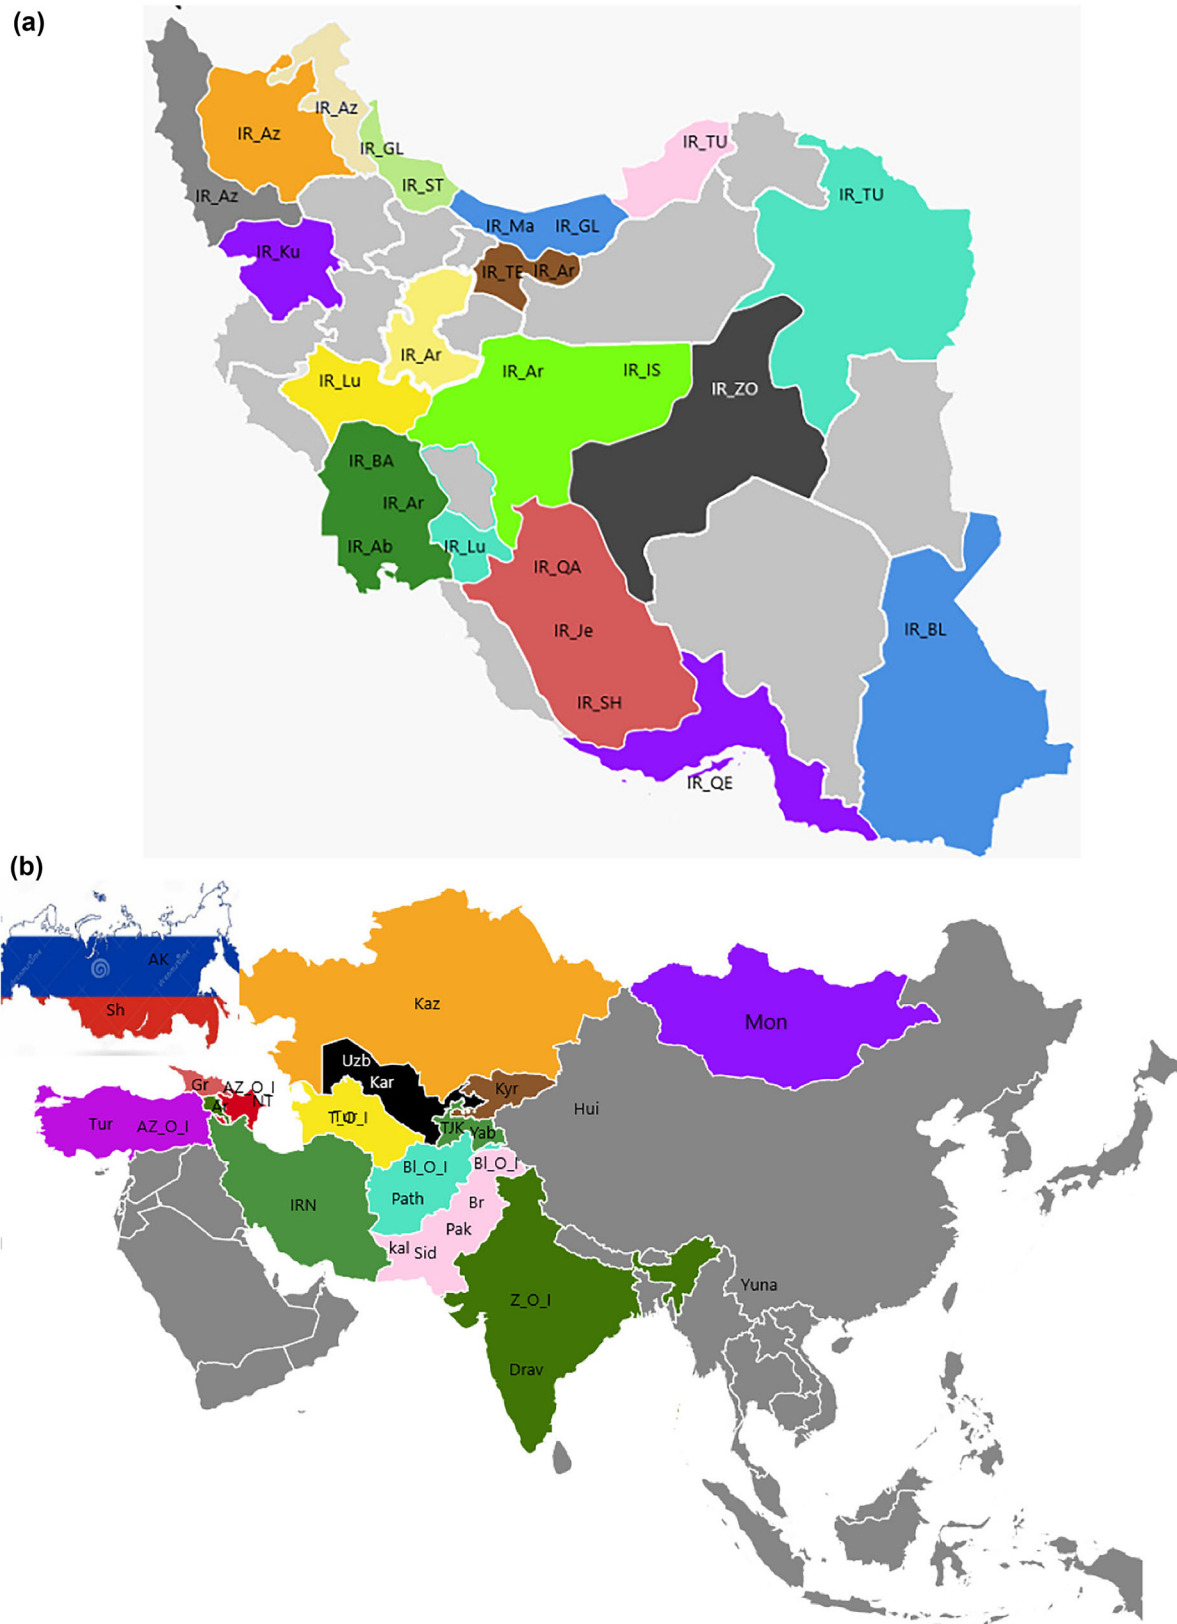 (a)
IR_Az
IR_Az
IR_GL
IR_TU
IR_ST
IR_TU
IR_Az
IR_Ma IR_GL
IR_Ku
IR_TE IR_Ar
IR_Ar
IR_Lu
IR_Ar IR_IS
IR_ZO
IR_BA
IR_Ar
IR_Ab
IR_Lu
IR_QA
IR_Je
IR_BL
IR_SH
IR_QE
(b)
AK
Sh
Kaz
Mon
Uzb
Kar
Gr
AZ_O_I
NT
Kyr
Hui
Tur
AZ_O_I
TJK
Yab
Bl_O_I
Bl_O_I
Path
IRN
Br
Pak
kal
Sid
Yuna
Z_O_I
Drav